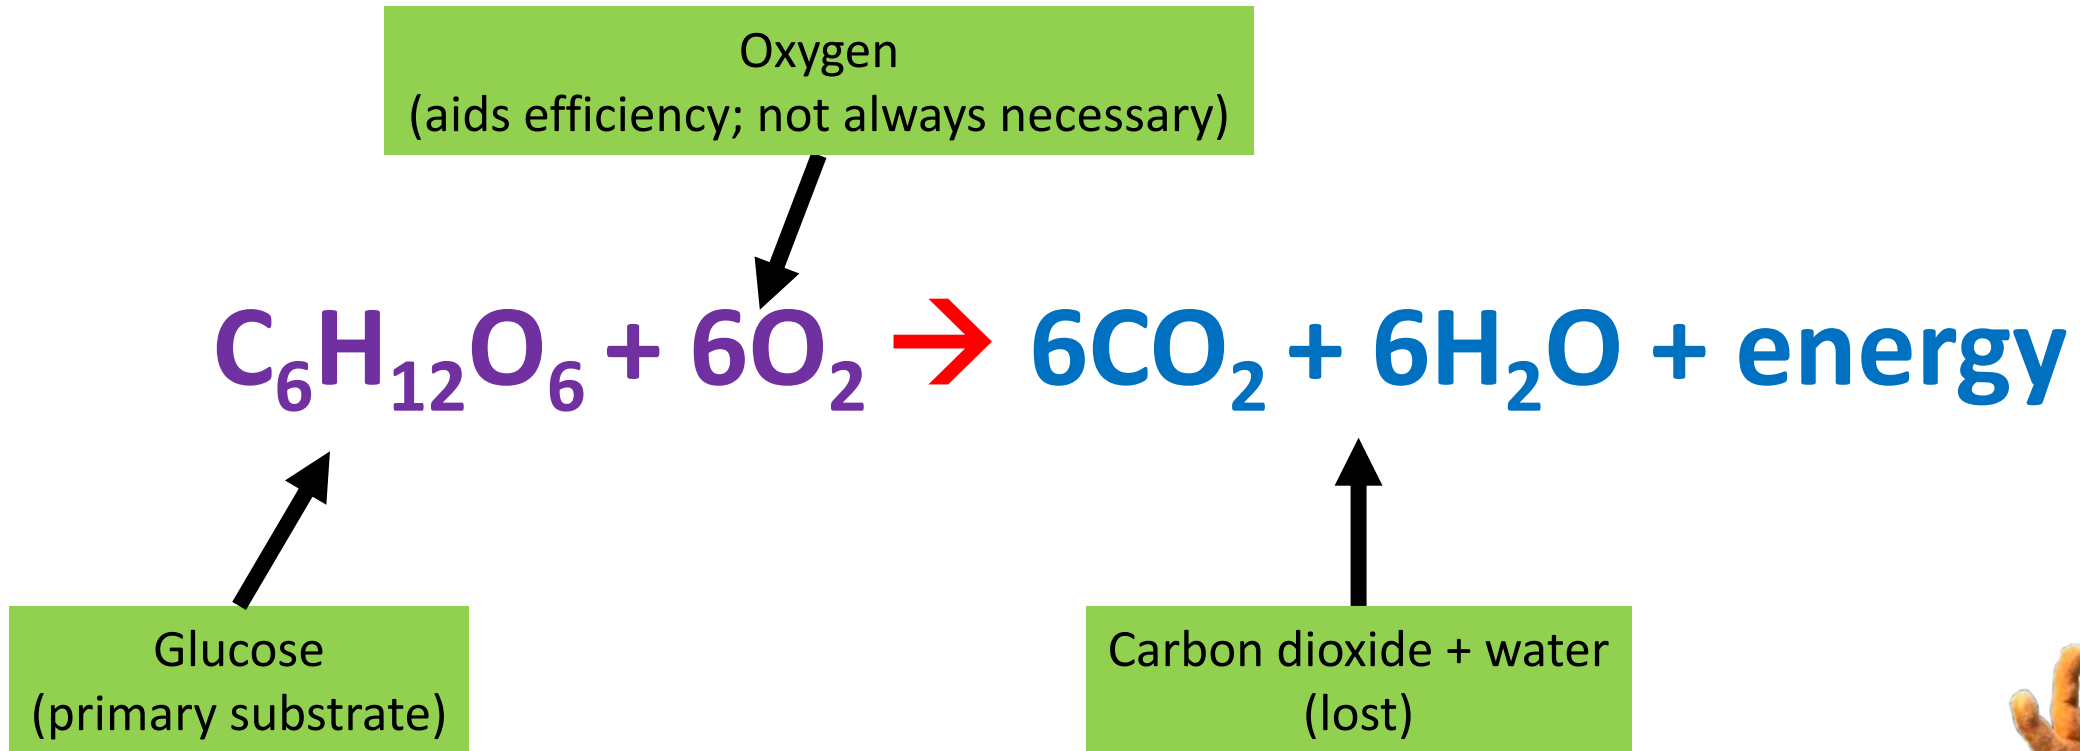 Oxygen
(aids efficiency; not always necessary)
C₆H₁₂O₆ + 6O₂ → 6CO₂ + 6H₂O + energy
Glucose
(primary substrate)
Carbon dioxide + water
(lost)